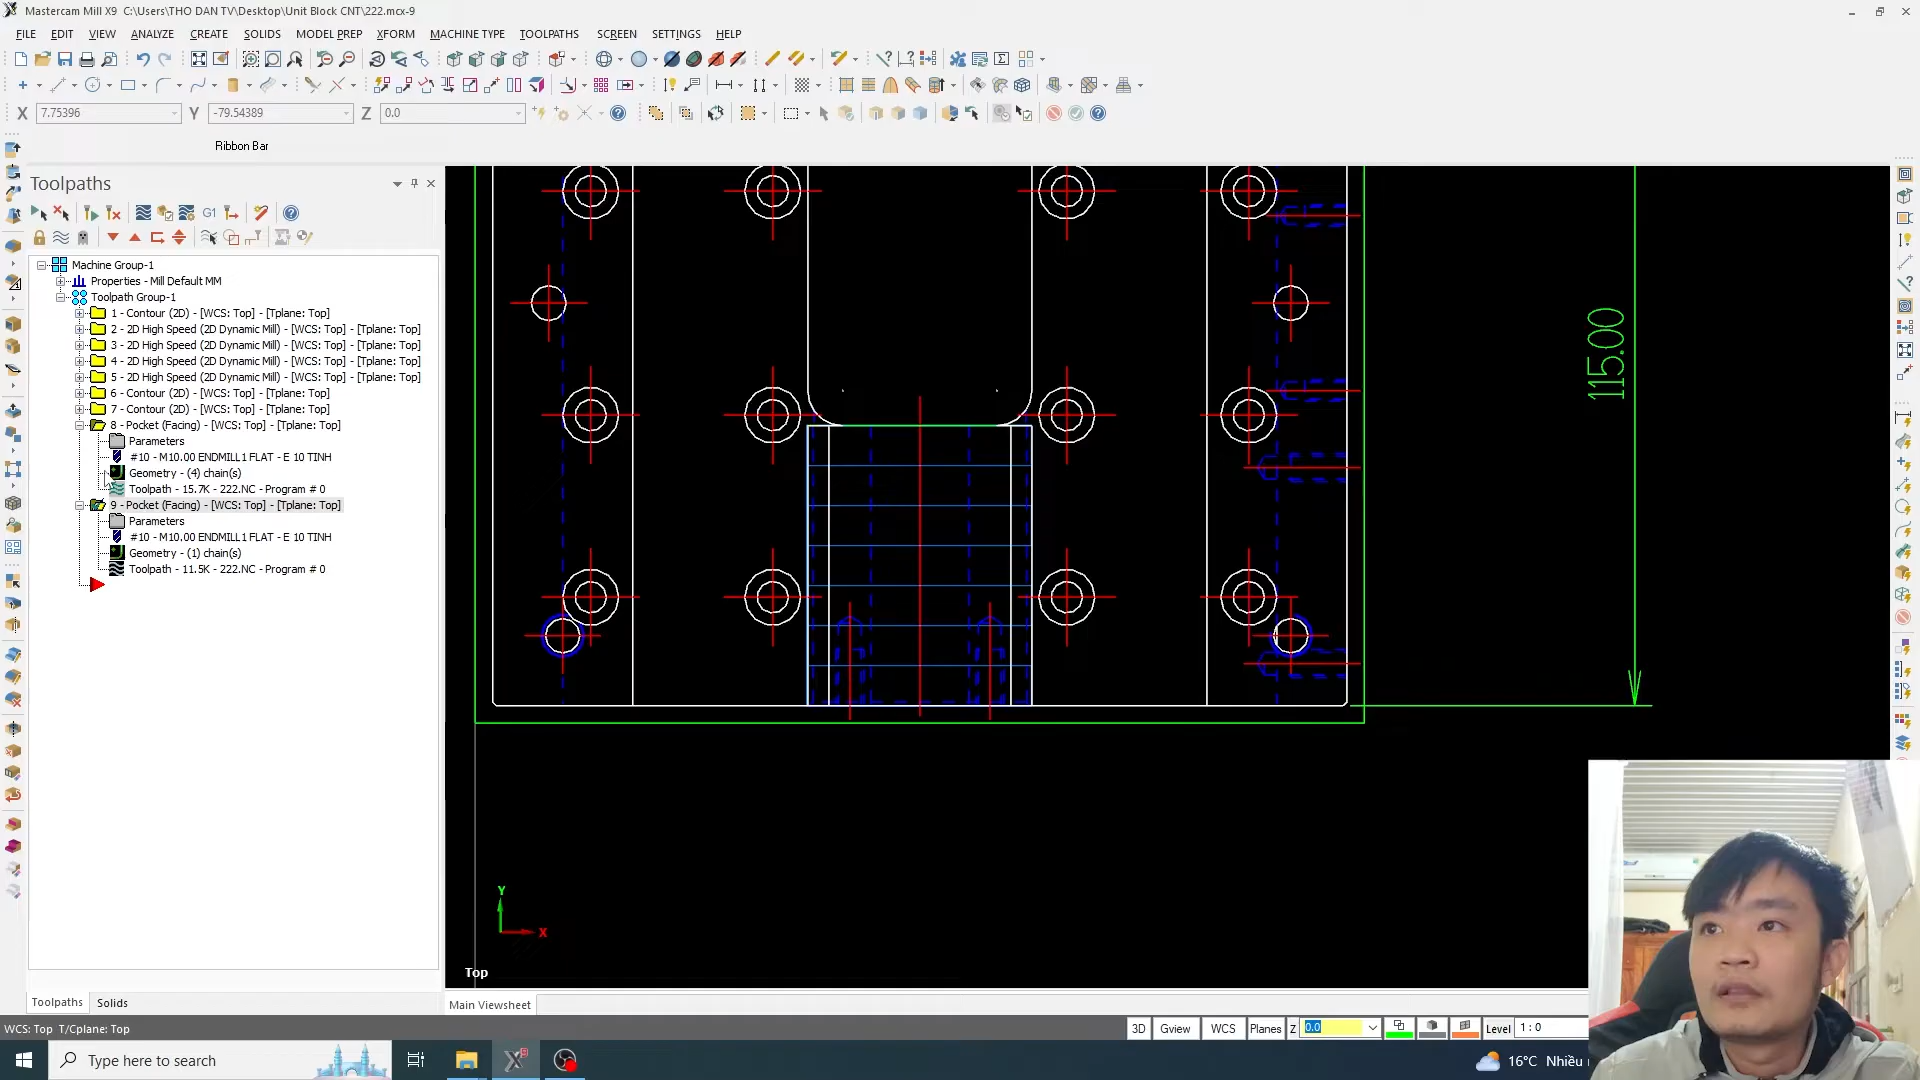 Mastercam Mill X9  C:\Users\THO DAN TV\Desktop\Unit Block CNT\222.mcx-9
FILE EDIT VIEW ANALYZE CREATE SOLIDS MODEL PREP XFORM MACHINE TYPE TOOLPATHS SCREEN SETTINGS HELP
X 7.75396 Y -79.54389 Z 0.0
Ribbon Bar
Toolpaths
G1
Machine Group-1
Properties - Mill Default MM
Toolpath Group-1
1 - Contour (2D) - [WCS: Top] - [Tplane: Top]
2 - 2D High Speed (2D Dynamic Mill) - [WCS: Top] - [Tplane: Top]
3 - 2D High Speed (2D Dynamic Mill) - [WCS: Top] - [Tplane: Top]
4 - 2D High Speed (2D Dynamic Mill) - [WCS: Top] - [Tplane: Top]
5 - 2D High Speed (2D Dynamic Mill) - [WCS: Top] - [Tplane: Top]
6 - Contour (2D) - [WCS: Top] - [Tplane: Top]
7 - Contour (2D) - [WCS: Top] - [Tplane: Top]
8 - Pocket (Facing) - [WCS: Top] - [Tplane: Top]
Parameters
#10 - M10.00 ENDMILL1 FLAT - E 10 TINH
Geometry - (4) chain(s)
Toolpath - 15.7K - 222.NC - Program # 0
9 - Pocket (Facing) - [WCS: Top] - [Tplane: Top]
Parameters
#10 - M10.00 ENDMILL1 FLAT - E 10 TINH
Geometry - (1) chain(s)
Toolpath - 11.5K - 222.NC - Program # 0
115.00
Y
X
Top
Toolpaths Solids
Main Viewsheet
WCS: Top  T/Cplane: Top
3D Gview WCS Planes Z 0.0 Level 1 : 0
Type here to search
16°C Nhiều